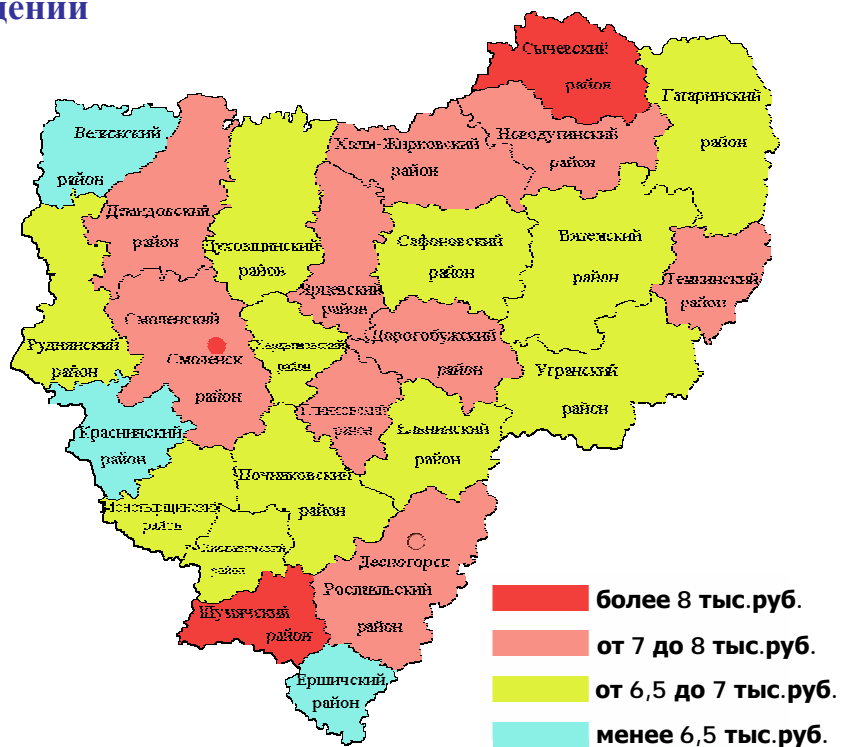 Сычевский
район
Гагаринский
район
Велижский
район
Холм-Жирковский
район
Новодугинский
район
Демидовский
район
Духовщинский
район
Сафоновский
район
Вяземский
район
Темкинский
район
Ярцевский
район
Смоленский
Смоленск
район
Руднянский
район
район
Дорогобужский
район
Угранский
район
Глинковский
район
Ельнинский
район
Краснинский
район
Починковский
район
Монастырщинский
район
район
Десногорск
Рославльский
район
Шумячский
район
Ершичский
район
более 8 тыс.руб.
от 7 до 8 тыс.руб.
от 6,5 до 7 тыс.руб.
менее 6,5 тыс.руб.